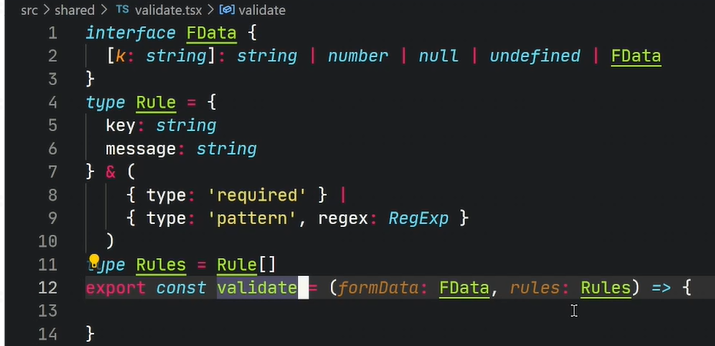 src > shared > TS validate.tsx > validate
1 interface FData {
2 [k: string]: string | number | null | undefined | FData
3 }
4 type Rule = {
5 key: string
6 message: string
7 } & (
8 { type: 'required' } |
9 { type: 'pattern', regex: RegExp }
10 )
11 type Rules = Rule[]
12 export const validate = (formData: FData, rules: Rules) => {
13
14 }